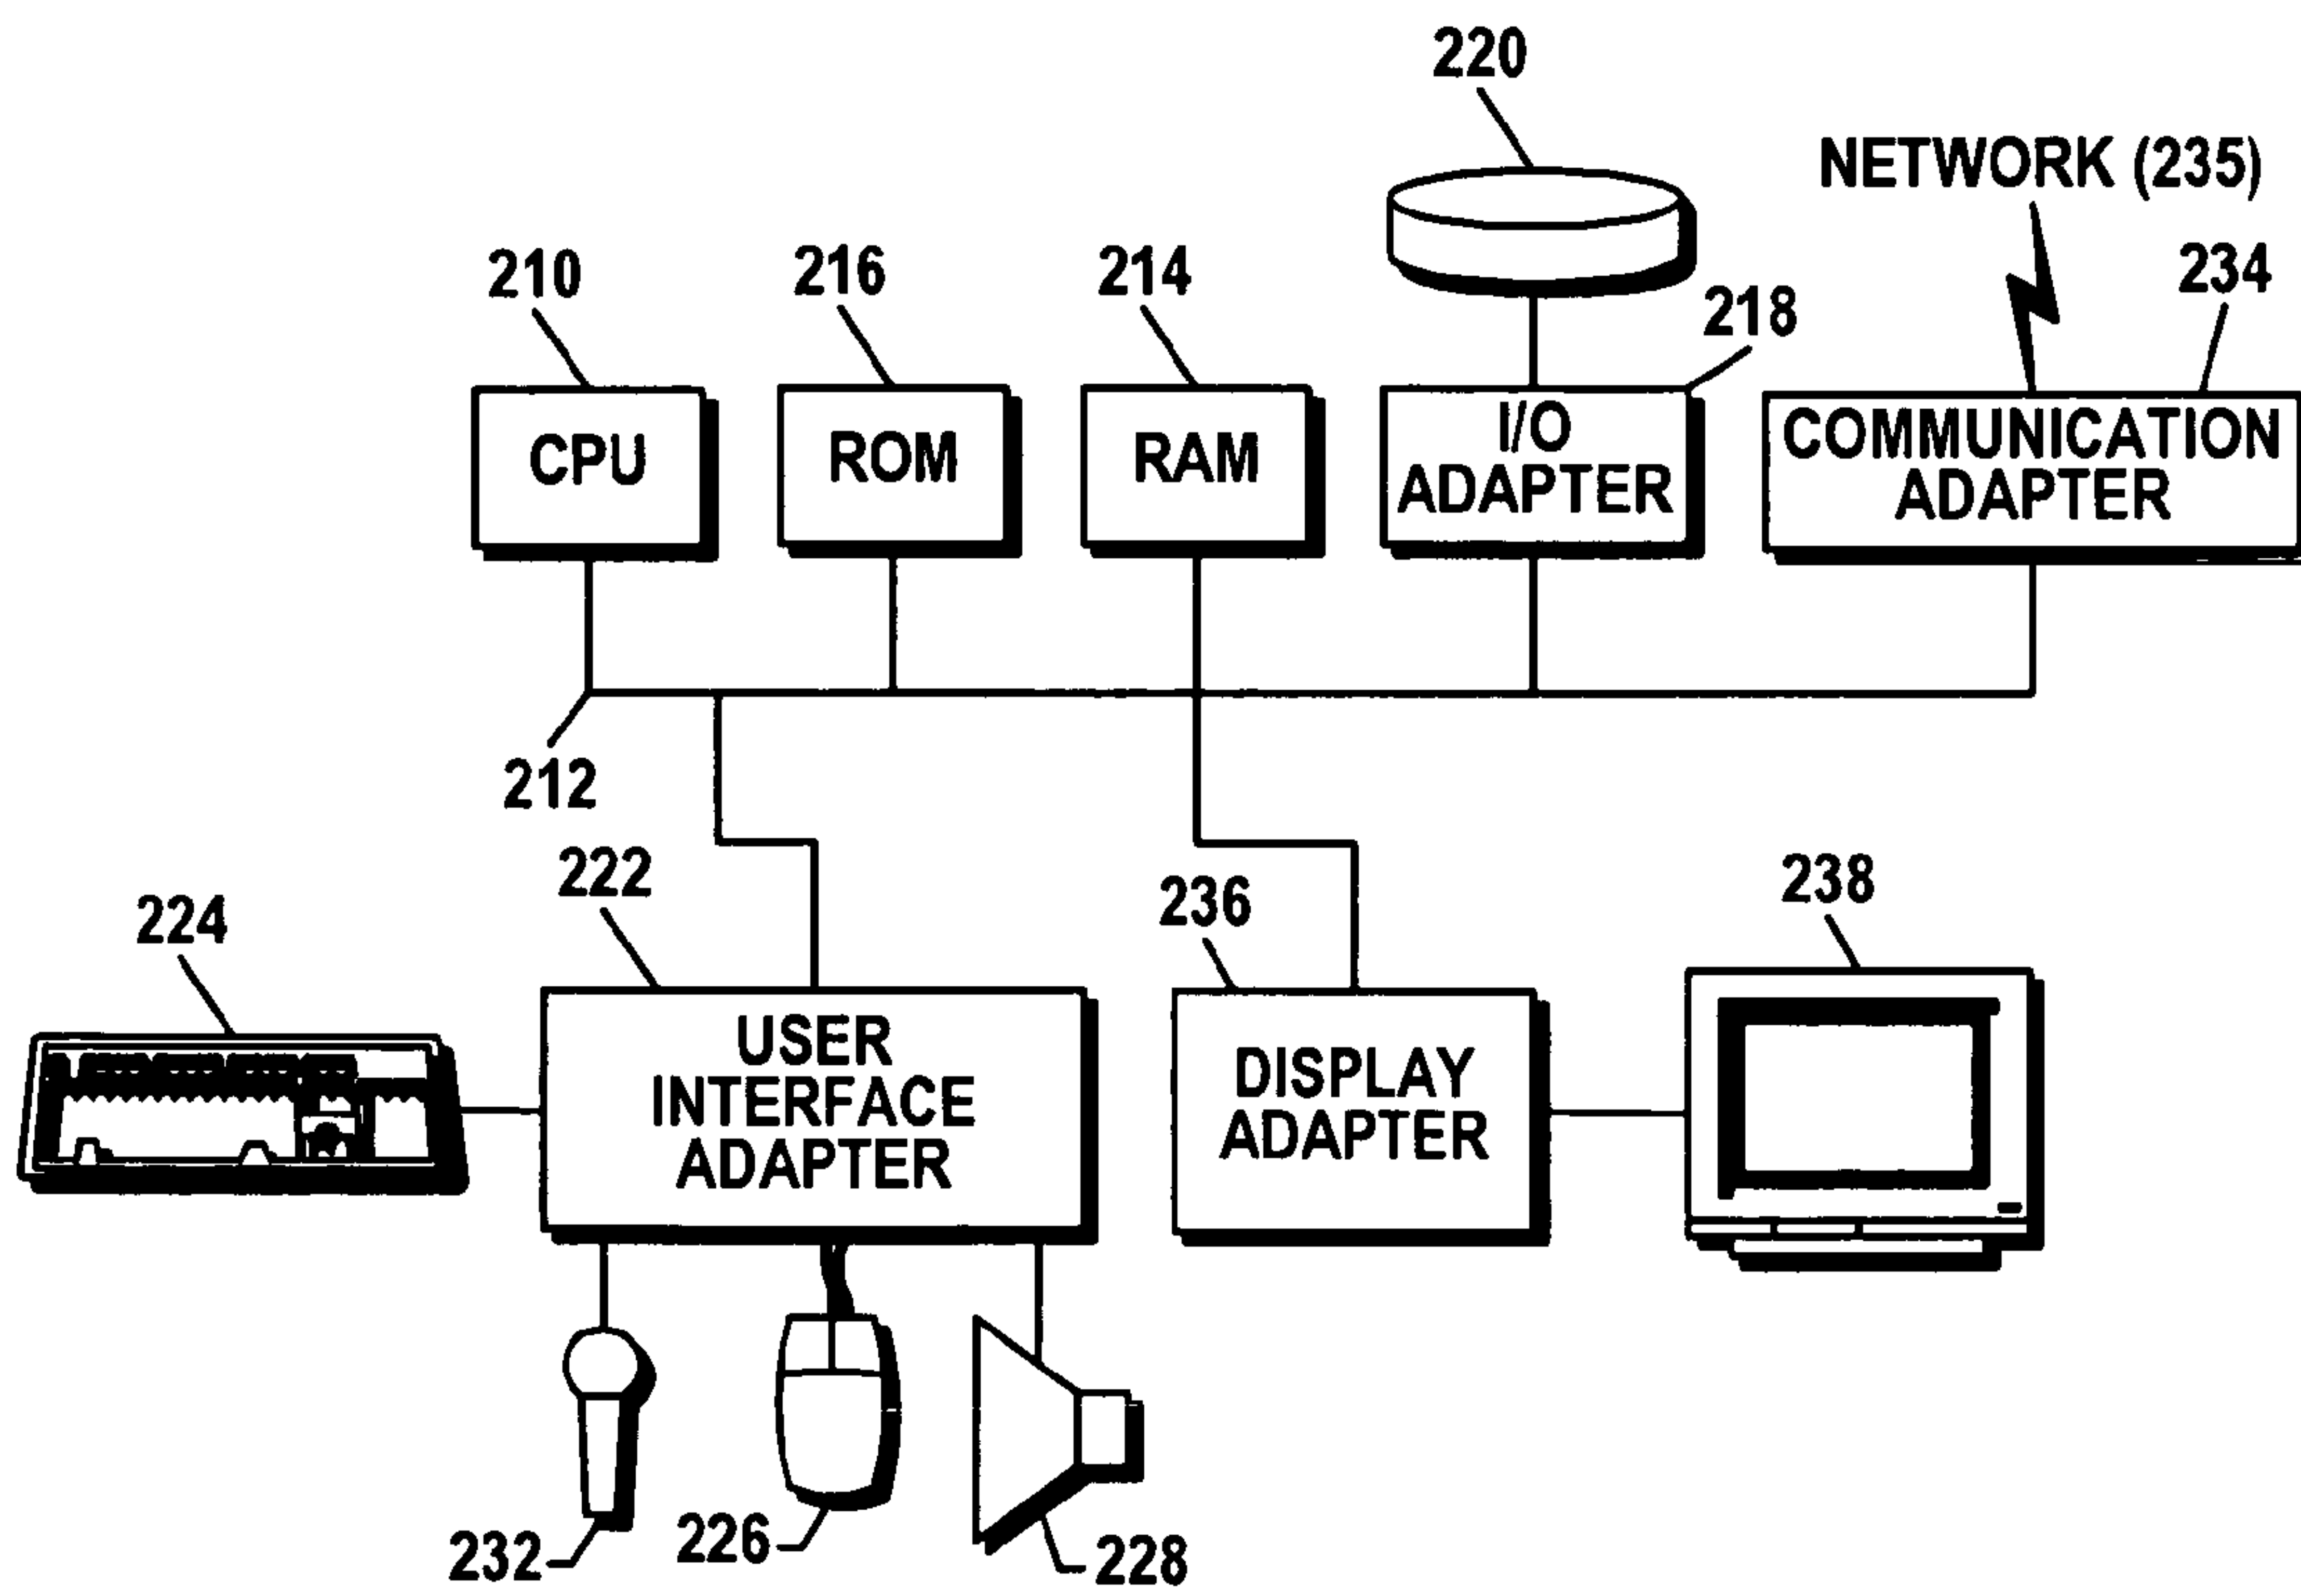 220
NETWORK (235)
210
216
214
218
234
CPU
ROM
RAM
I/O
ADAPTER
COMMUNICATION
ADAPTER
212
222
236
238
224
USER
INTERFACE
ADAPTER
DISPLAY
ADAPTER
232
226
228